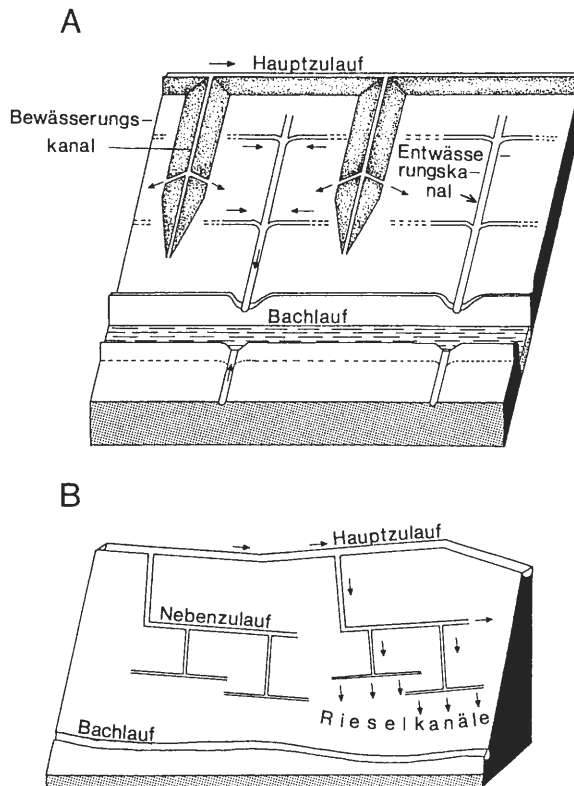 A
Hauptzulauf
Bewässerungs-
kanal
Entwässe
rungska-
nal
Bachlauf
B
Hauptzulauf
Nebenzulauf
Rieselkanäle
Bachlauf